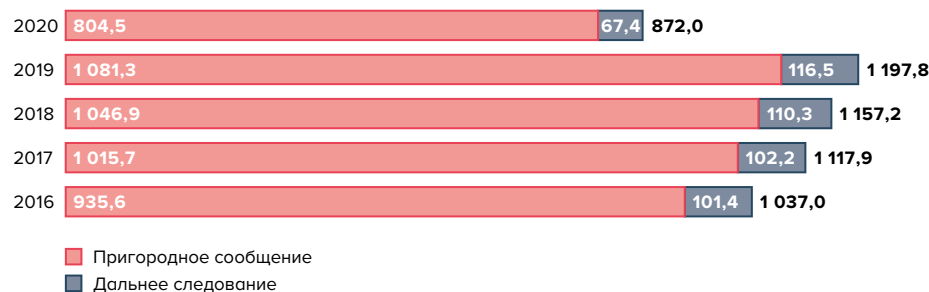 2020 804,5 67,4 872,0
2019 1 081,3 116,5 1 197,8
2018 1 046,9 110,3 1 157,2
2017 1 015,7 102,2 1 117,9
2016 935,6 101,4 1 037,0
Пригородное сообщение
Дальнее следование